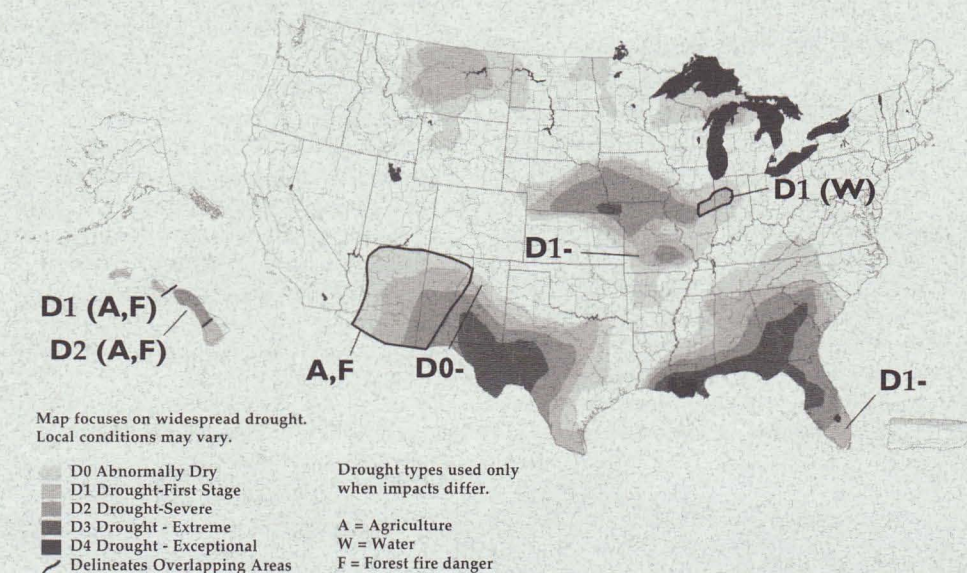 D1 (W)
D1-
D1 (A,F)
D2 (A,F)
A,F
D0-
D1-
Map focuses on widespread drought.
Local conditions may vary.
D0 Abnormally Dry
D1 Drought-First Stage
D2 Drought-Severe
D3 Drought - Extreme
D4 Drought - Exceptional
Delineates Overlapping Areas
Drought types used only
when impacts differ.
A = Agriculture
W = Water
F = Forest fire danger